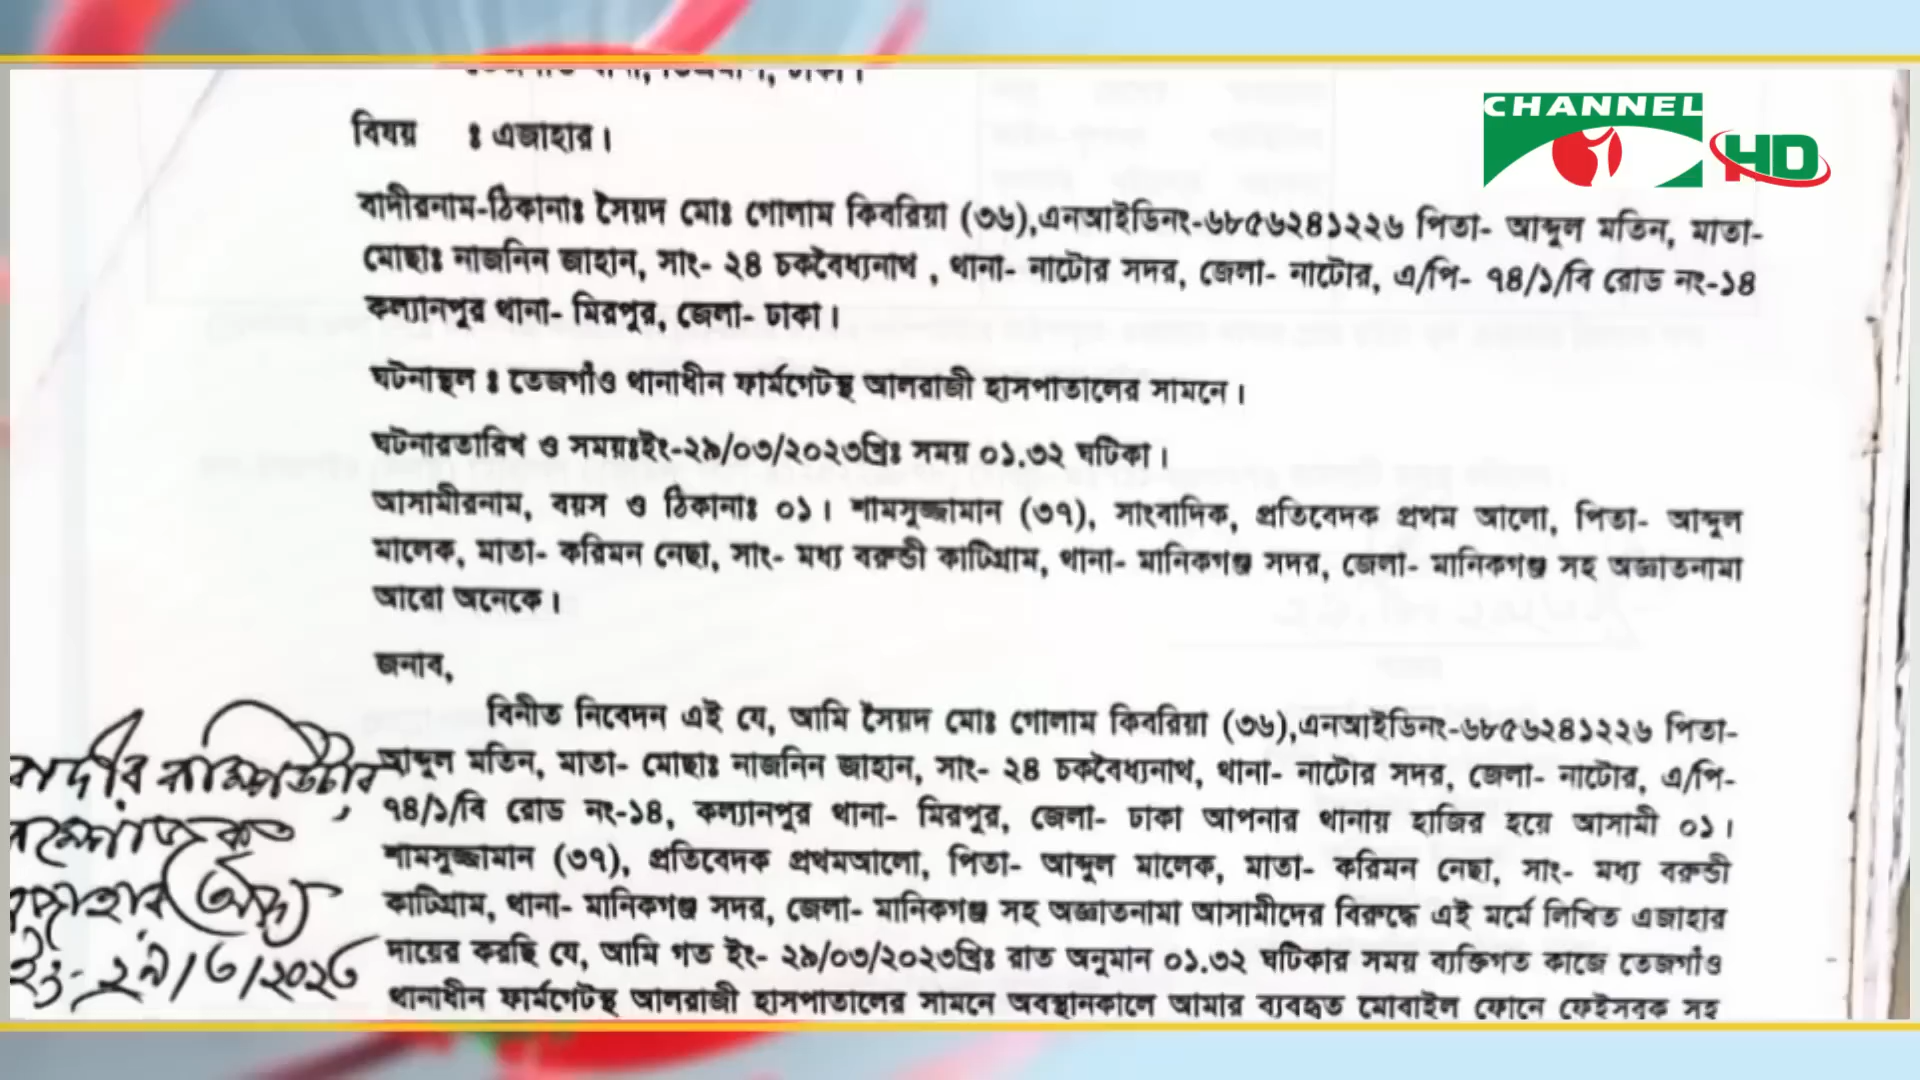 CHANNEL
HD
বিষয় ঃ এজাহার।
বাদীরনাম-ঠিকানাঃ সৈয়দ মোঃ গোলাম কিবরিয়া (৩৬),এনআইডিনং-৬৮৫৬২৪১২২৬ পিতা- আব্দুল মতিন, মাতা-
মোছাঃ নাজনিন জাহান, সাং- ২৪ চকবৈধ্যনাথ , থানা- নাটোর সদর, জেলা- নাটোর, এ/পি- ৭৪/১/বি রোড নং-১৪
কল্যানপুর থানা- মিরপুর, জেলা- ঢাকা।
ঘটনাস্থল ঃ তেজগাঁও থানাধীন ফার্মগেটস্থ আলরাজী হাসপাতালের সামনে।
ঘটনারতারিখ ও সময়ঃইং-২৯/০৩/২০২৩খ্রিঃ সময় ০১.৩২ ঘটিকা।
আসামীরনাম, বয়স ও ঠিকানাঃ ০১। শামসুজ্জামান (৩৭), সাংবাদিক, প্রতিবেদক প্রথম আলো, পিতা- আব্দুল
মালেক, মাতা- করিমন নেছা, সাং- মধ্য বরুন্ডী কাটিগ্রাম, থানা- মানিকগঞ্জ সদর, জেলা- মানিকগঞ্জ সহ অজ্ঞাতনামা
আরো অনেকে।
জনাব,
বিনীত নিবেদন এই যে, আমি সৈয়দ মোঃ গোলাম কিবরিয়া (৩৬),এনআইডিনং-৬৮৫৬২৪১২২৬ পিতা-
আব্দুল মতিন, মাতা- মোছাঃ নাজনিন জাহান, সাং- ২৪ চকবৈধ্যনাথ, থানা- নাটোর সদর, জেলা- নাটোর, এ/পি-
৭৪/১/বি রোড নং-১৪, কল্যানপুর থানা- মিরপুর, জেলা- ঢাকা আপনার থানায় হাজির হয়ে আসামী ০১।
শামসুজ্জামান (৩৭), প্রতিবেদক প্রথমআলো, পিতা- আব্দুল মালেক, মাতা- করিমন নেছা, সাং- মধ্য বরুন্ডী
কাটিগ্রাম, থানা- মানিকগঞ্জ সদর, জেলা- মানিকগঞ্জ সহ অজ্ঞাতনামা আসামীদের বিরুদ্ধে এই মর্মে লিখিত এজাহার
দায়ের করছি যে, আমি গত ইং- ২৯/০৩/২০২৩খ্রিঃ রাত অনুমান ০১.৩২ ঘটিকার সময় ব্যক্তিগত কাজে তেজগাঁও
থানাধীন ফার্মগেটস্থ আলরাজী হাসপাতালের সামনে অবস্থানকালে আমার ব্যবহৃত মোবাইল ফোনে ফেইসবুক সহ
বাদীর কম্পিউটার
কম্পোজকৃত
ইং- ২৯/৩/২০২৩